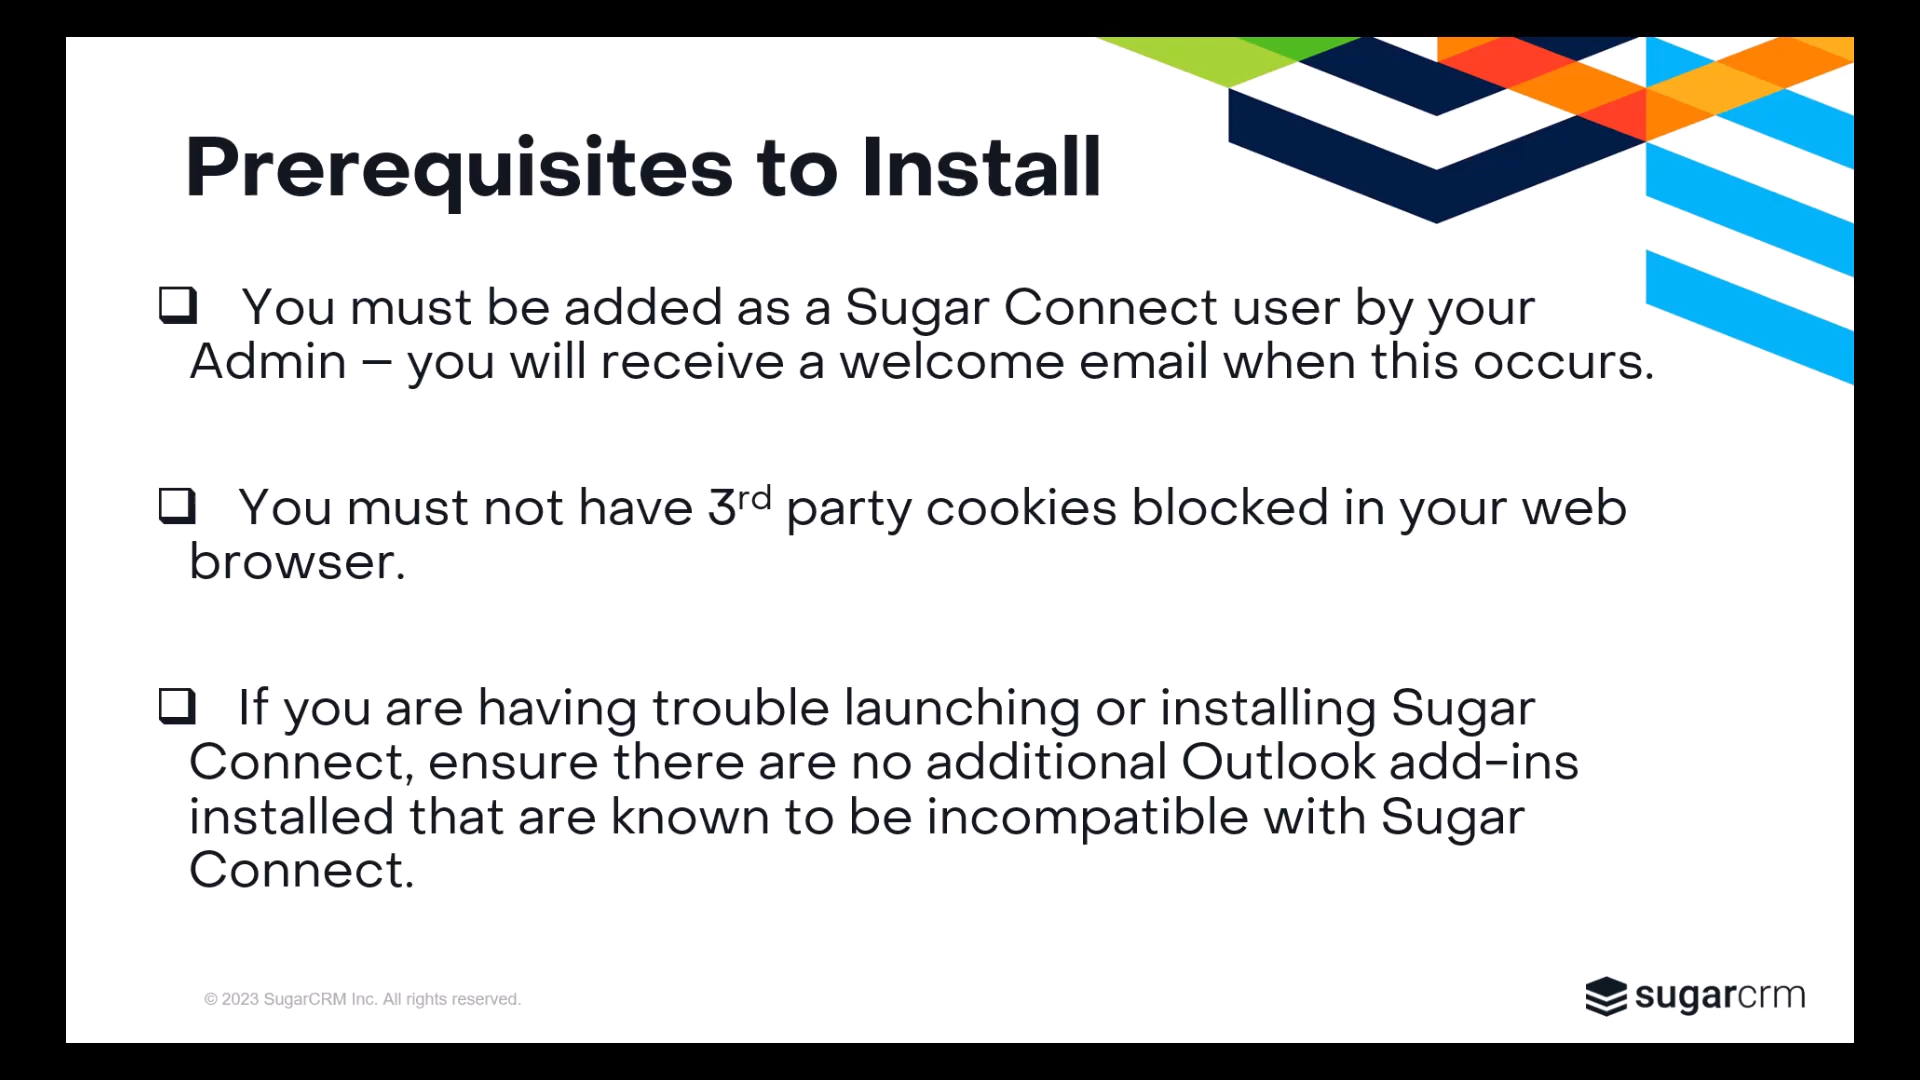 Prerequisites to Install
You must be added as a Sugar Connect user by your
Admin – you will receive a welcome email when this occurs.
You must not have 3rd party cookies blocked in your web
browser.
If you are having trouble launching or installing Sugar
Connect, ensure there are no additional Outlook add-ins
installed that are known to be incompatible with Sugar
Connect.
© 2023 SugarCRM Inc. All rights reserved.
sugarcrm